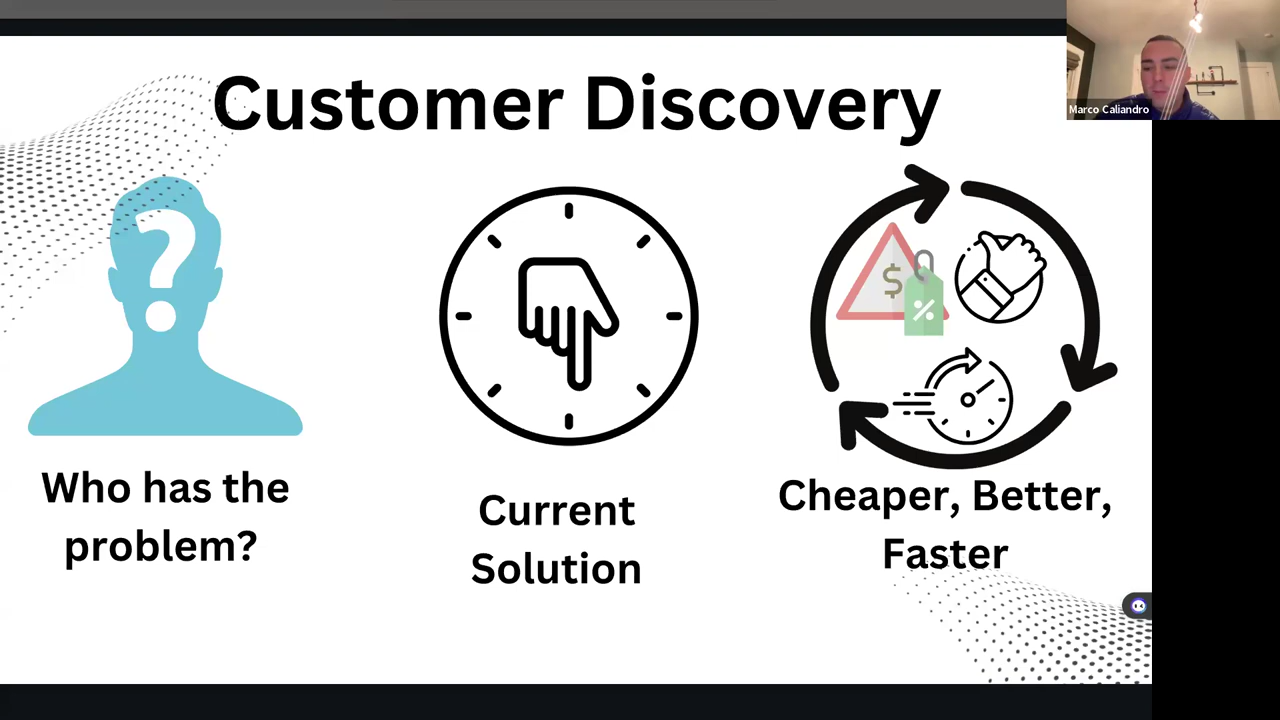 Customer Discovery
Marco Caliandro
?
$
%
Who has the
problem?
Current
Solution
Cheaper, Better,
Faster